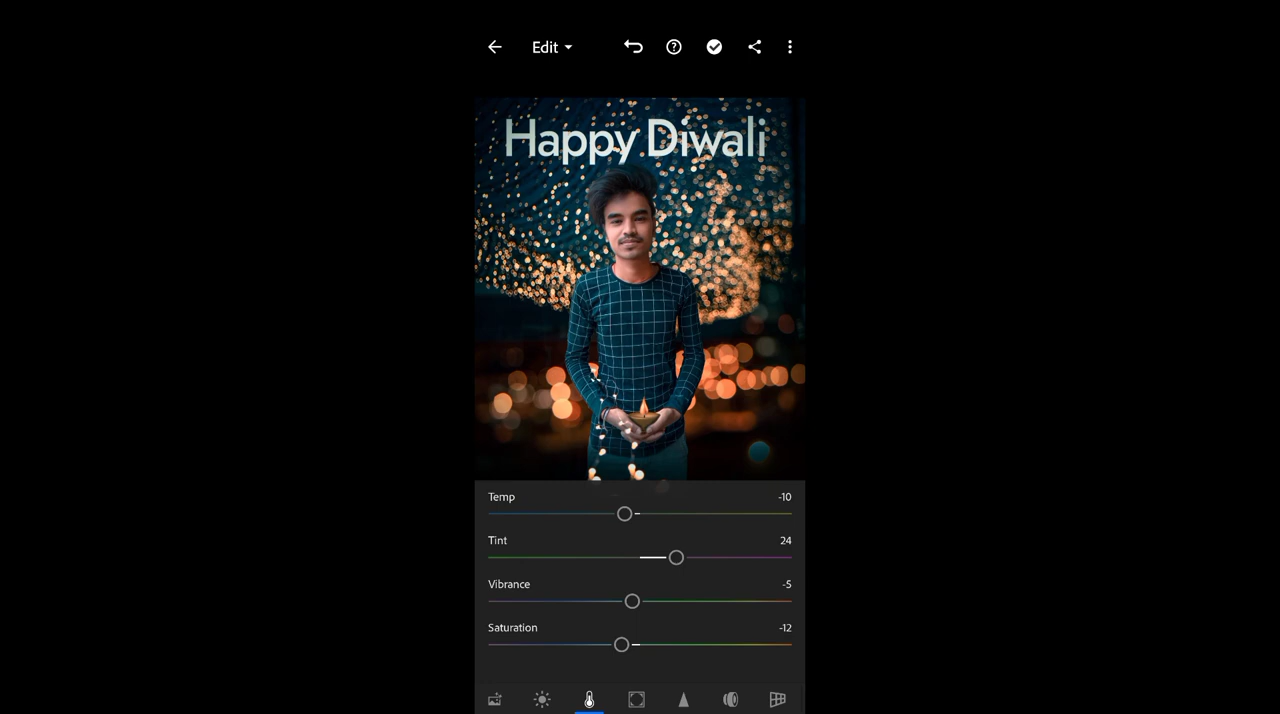 Edit
Happy Diwali
Temp -10
Tint 24
Vibrance -5
Saturation -12